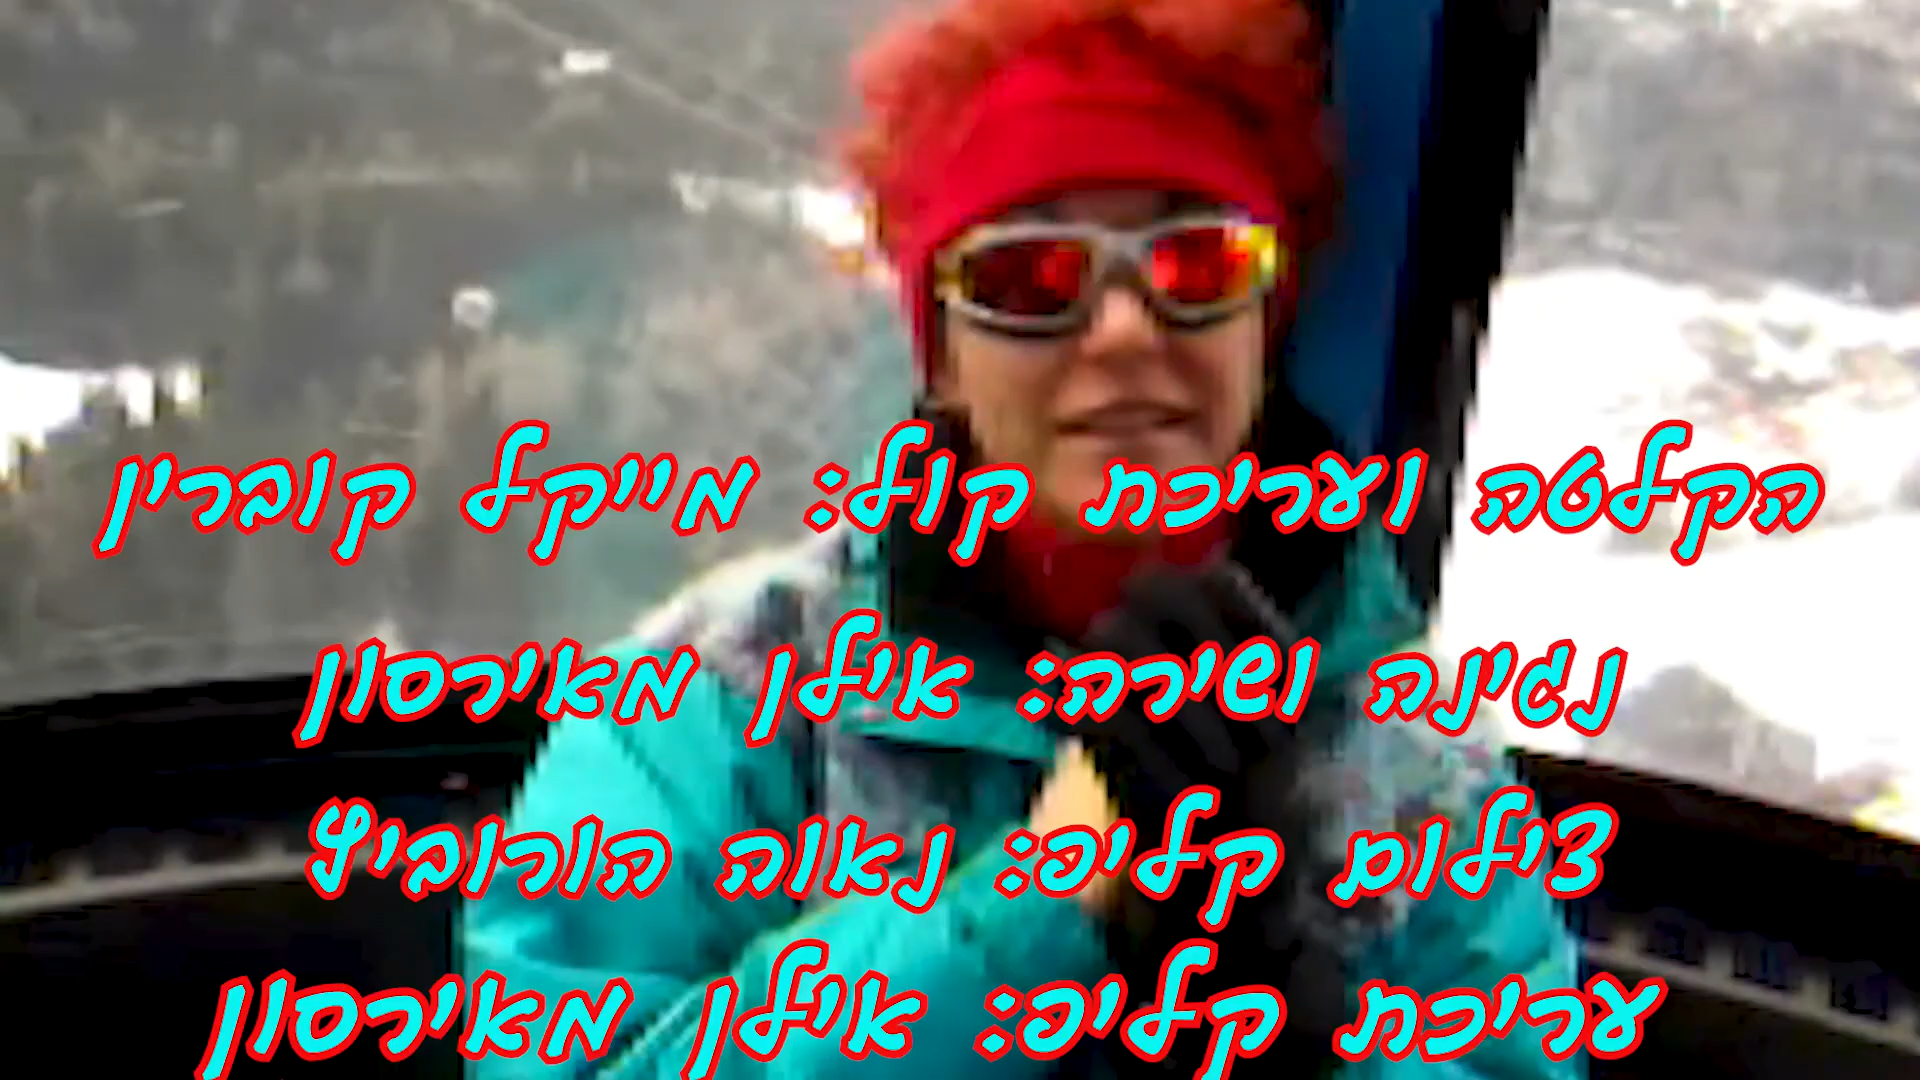 הקלטה ועריכת קול: מייקל קוברין
נגינה ושירה: אילן מאירסון
צילום קליפ: נאוה הורוביץ
עריכת קליפ: אילן מאירסון